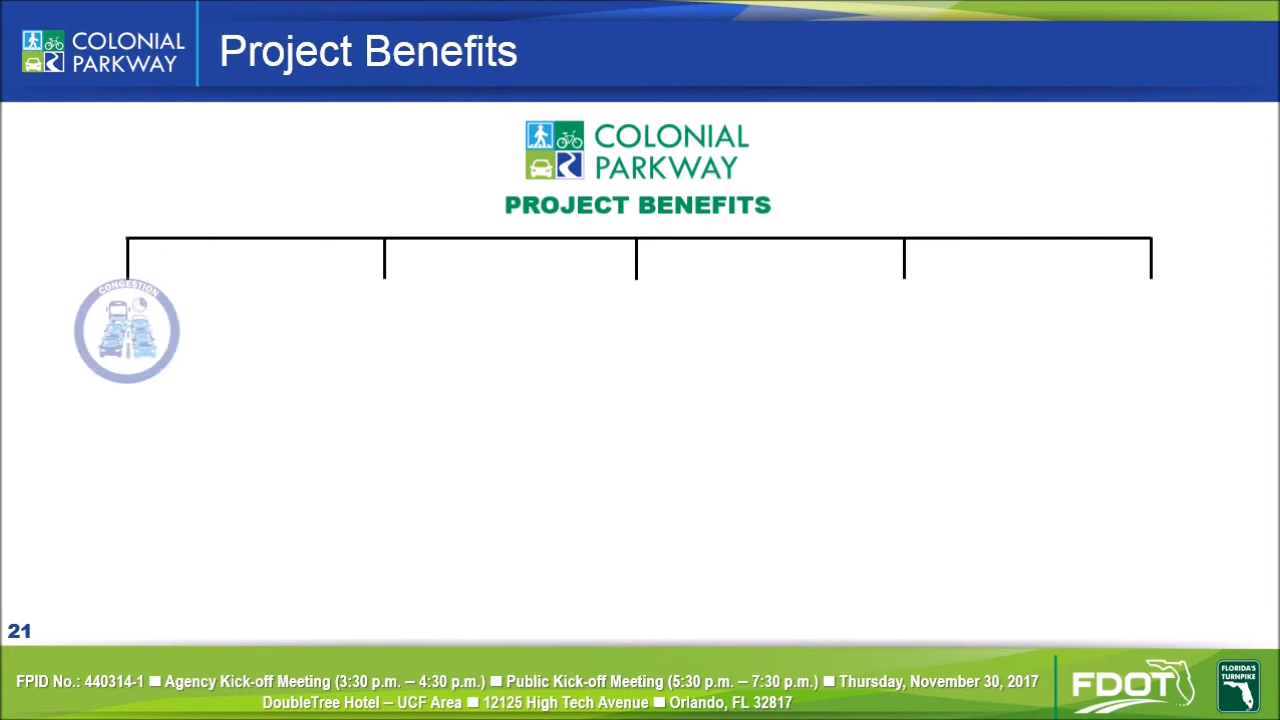 COLONIAL
PARKWAY
Project Benefits
COLONIAL
PARKWAY
PROJECT BENEFITS
CONGESTION
21
FPID No.: 440314-1 ■ Agency Kick-off Meeting (3:30 p.m. – 4:30 p.m.) ■ Public Kick-off Meeting (5:30 p.m. – 7:30 p.m.) ■ Thursday, November 30, 2017
DoubleTree Hotel – UCF Area ■ 12125 High Tech Avenue ■ Orlando, FL 32817
FDOT
FLORIDA'S
TURNPIKE